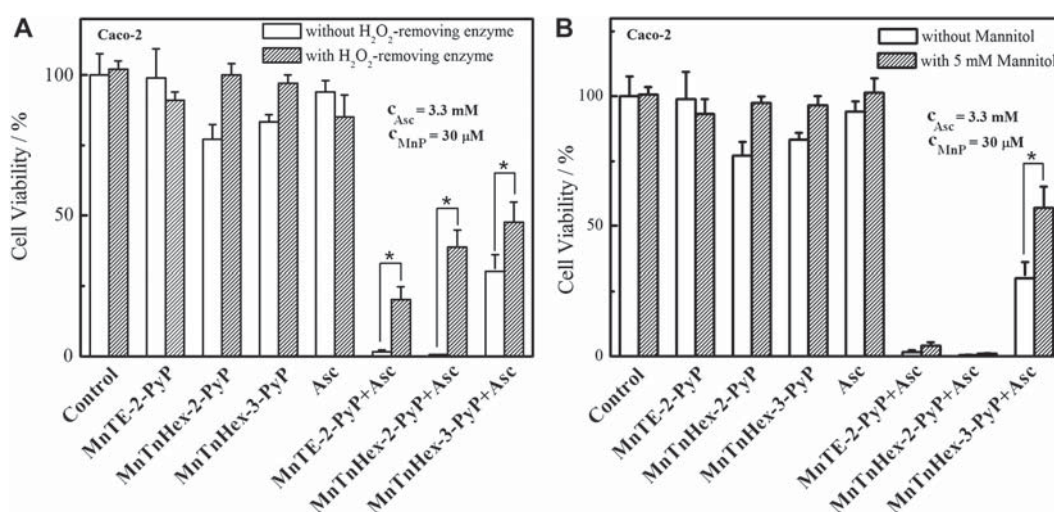 A
Caco-2
without H₂O₂-removing enzyme
with H₂O₂-removing enzyme
c_Asc = 3.3 mM
c_MnP = 30 μM
Cell Viability / %
100
50
0
Control
MnTE-2-PyP
MnTnHex-2-PyP
MnTnHex-3-PyP
Asc
MnTE-2-PyP+Asc
MnTnHex-2-PyP+Asc
MnTnHex-3-PyP+Asc
*
*
*
B
Caco-2
without Mannitol
with 5 mM Mannitol
c_Asc = 3.3 mM
c_MnP = 30 μM
Cell Viability / %
100
50
0
Control
MnTE-2-PyP
MnTnHex-2-PyP
MnTnHex-3-PyP
Asc
MnTE-2-PyP+Asc
MnTnHex-2-PyP+Asc
MnTnHex-3-PyP+Asc
*